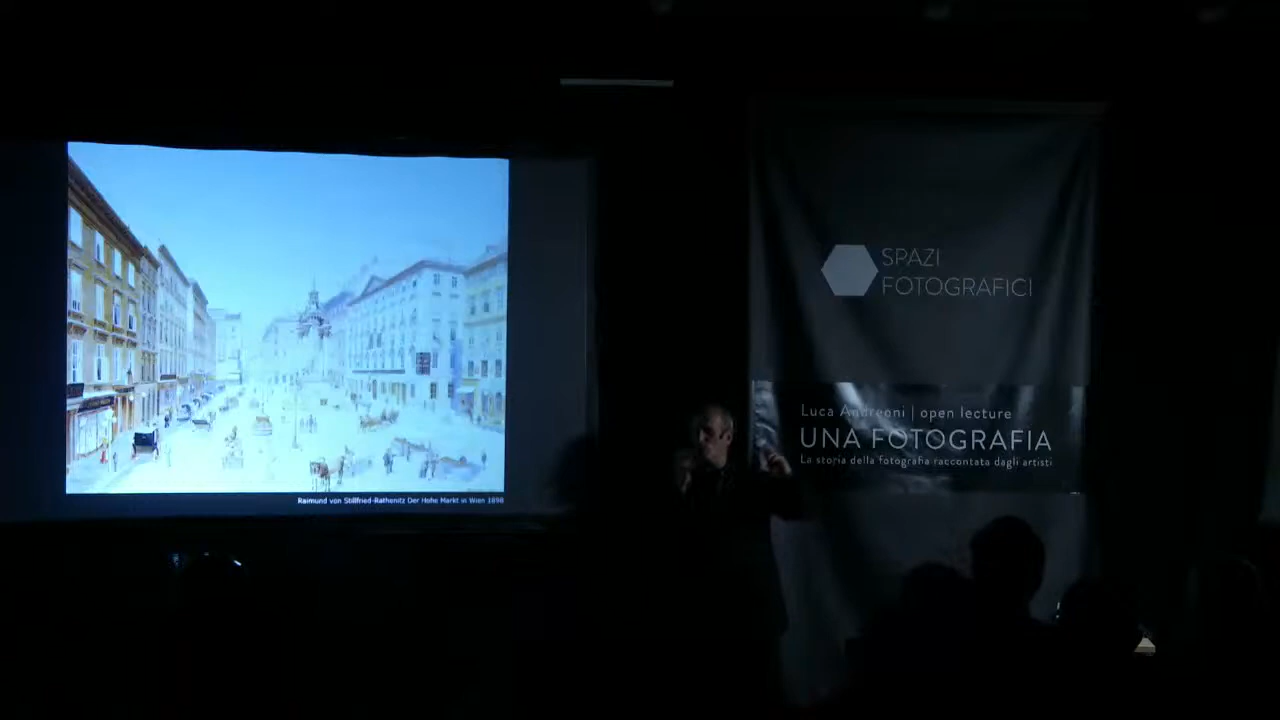 Raimund von Stillfried-Rathenitz Der Hohe Markt in Wien 1898
SPAZI
FOTOGRAFICI
Luca Andreoni | open lecture
UNA FOTOGRAFIA
La storia della fotografia raccontata dagli artisti